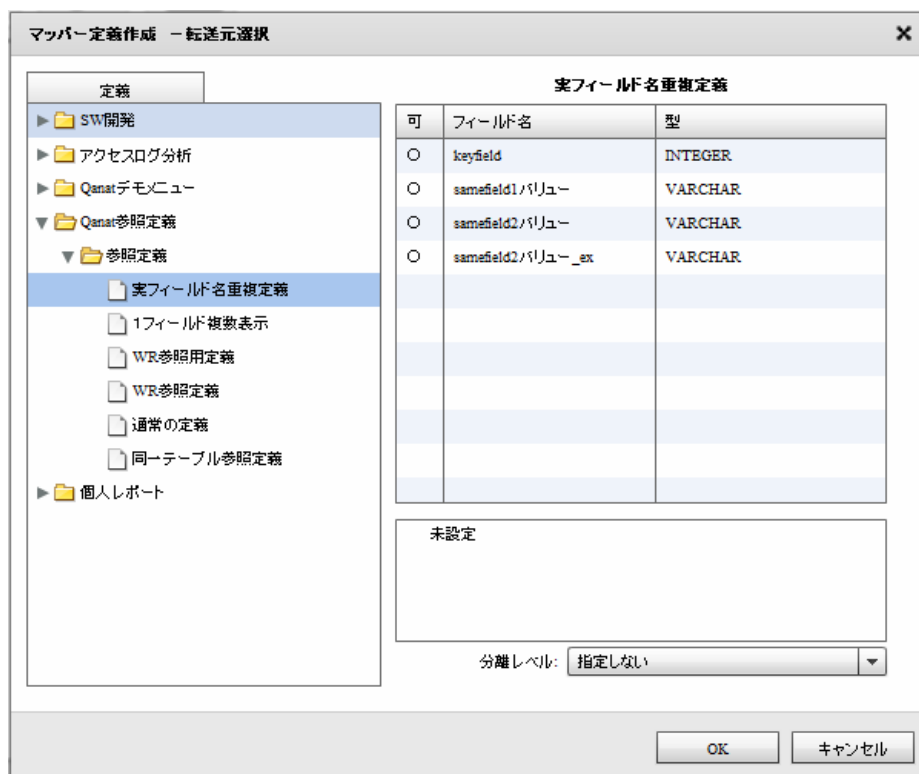 マッパー定義作成 －転送元選択
定義
▶ SW開発
▶ アクセスログ分析
▶ Qanatデモメニュー
▼ Qanat参照定義
▼ 参照定義
実フィールド名重複定義
1フィールド複数表示
WR参照用定義
WR参照定義
通常の定義
同一テーブル参照定義
▶ 個人レポート
実フィールド名重複定義
可 フィールド名 型
○ keyfield INTEGER
○ samefield1バリュー VARCHAR
○ samefield2バリュー VARCHAR
○ samefield2バリュー_ex VARCHAR
未設定
分離レベル: 指定しない
OK キャンセル